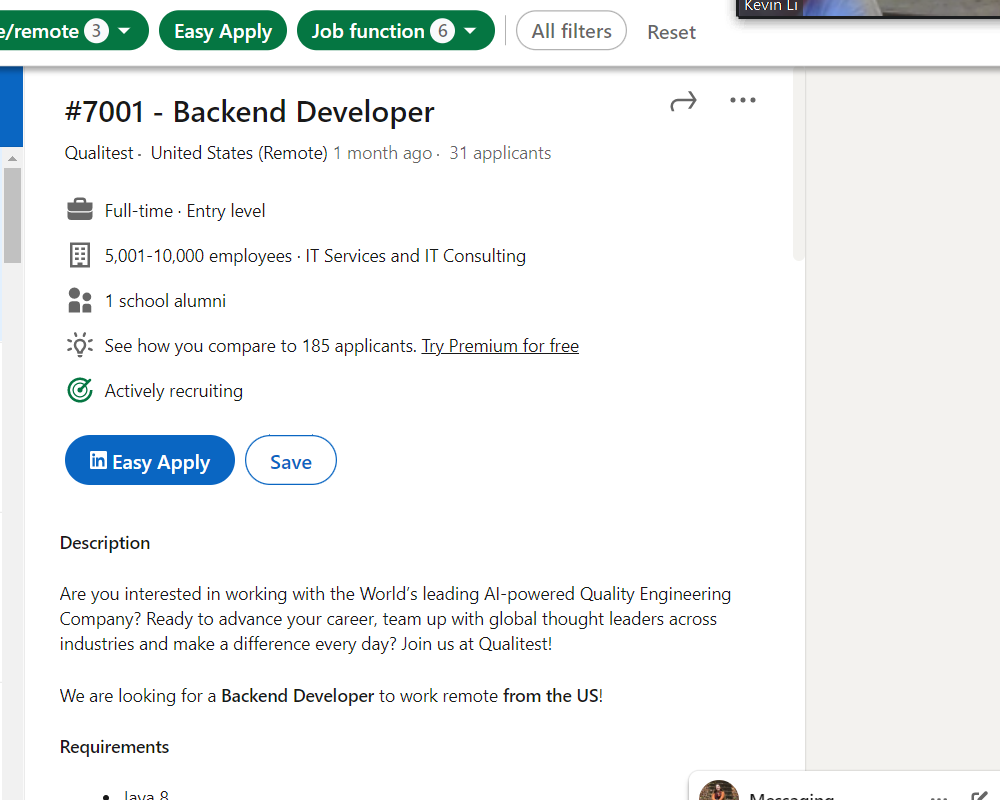 e/remote 3 Easy Apply Job function 6 All filters Reset
Kevin Li
#7001 - Backend Developer
Qualitest · United States (Remote) 1 month ago · 31 applicants
Full-time · Entry level
5,001-10,000 employees · IT Services and IT Consulting
1 school alumni
See how you compare to 185 applicants. Try Premium for free
Actively recruiting
in Easy Apply Save
Description
Are you interested in working with the World’s leading AI-powered Quality Engineering
Company? Ready to advance your career, team up with global thought leaders across
industries and make a difference every day? Join us at Qualitest!
We are looking for a Backend Developer to work remote from the US!
Requirements
• Java 8
Messaging